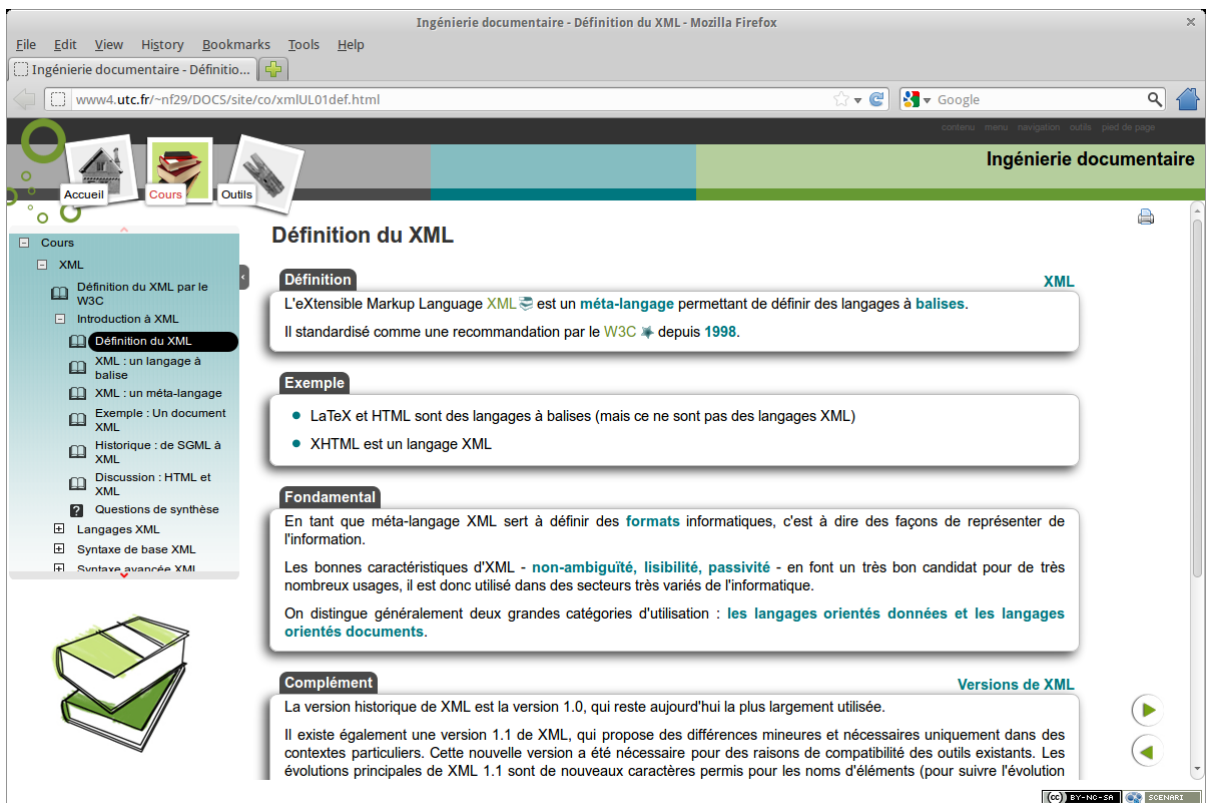 Ingénierie documentaire - Définition du XML - Mozilla Firefox
File Edit View History Bookmarks Tools Help
Ingénierie documentaire - Définitio...
www4.utc.fr/~nf29/DOCS/site/co/xmlUL01def.html
Google
contenu menu navigation outils pied de page
Ingénierie documentaire
Accueil
Cours
Outils
Cours
XML
Définition du XML par le
W3C
Introduction à XML
Définition du XML
XML : un langage à
balise
XML : un méta-langage
Exemple : Un document
XML
Historique : de SGML à
XML
Discussion : HTML et
XML
Questions de synthèse
Langages XML
Syntaxe de base XML
Syntaxe avancée XML
Définition du XML
Définition
XML
L'eXtensible Markup Language XML est un méta-langage permettant de définir des langages à balises.
Il standardisé comme une recommandation par le W3C depuis 1998.
Exemple
LaTeX et HTML sont des langages à balises (mais ce ne sont pas des langages XML)
XHTML est un langage XML
Fondamental
En tant que méta-langage XML sert à définir des formats informatiques, c'est à dire des façons de représenter de
l'information.
Les bonnes caractéristiques d'XML - non-ambiguïté, lisibilité, passivité - en font un très bon candidat pour de très
nombreux usages, il est donc utilisé dans des secteurs très variés de l'informatique.
On distingue généralement deux grandes catégories d'utilisation : les langages orientés données et les langages
orientés documents.
Complément
Versions de XML
La version historique de XML est la version 1.0, qui reste aujourd'hui la plus largement utilisée.
Il existe également une version 1.1 de XML, qui propose des différences mineures et nécessaires uniquement dans des
contextes particuliers. Cette nouvelle version a été nécessaire pour des raisons de compatibilité des outils existants. Les
évolutions principales de XML 1.1 sont de nouveaux caractères permis pour les noms d'éléments (pour suivre l'évolution
(cc) BY-NC-SA
SCENARI